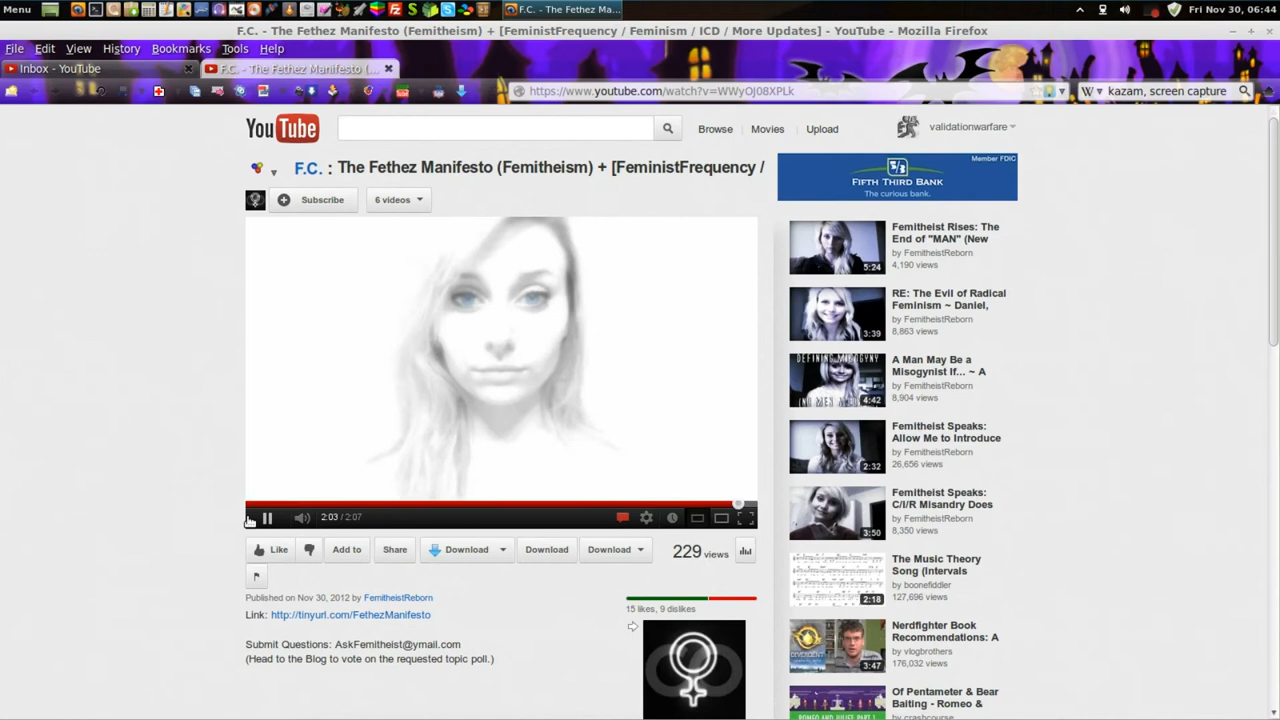 Menu
F.C. - The Fethez Ma...
Fri Nov 30, 06:44
F.C. - The Fethez Manifesto (Femitheism) + [FeministFrequency / Feminism / ICD / More Updates] - YouTube - Mozilla Firefox
File Edit View History Bookmarks Tools Help
Inbox - YouTube
F.C. - The Fethez Manifesto (...
https://www.youtube.com/watch?v=WWyOJ08XPLk
kazam, screen capture
YouTube
Browse Movies Upload
validationwarfare
F.C. : The Fethez Manifesto (Femitheism) + [FeministFrequency /
Subscribe
6 videos
2:03 / 2:07
Like
Add to
Share
Download
Download
Download
229 views
Published on Nov 30, 2012 by FemitheistReborn
15 likes, 9 dislikes
Link: http://tinyurl.com/FethezManifesto
Submit Questions: AskFemitheist@ymail.com
(Head to the Blog to vote on the requested topic poll.)
Member FDIC
FIFTH THIRD BANK
The curious bank.
Femitheist Rises: The
End of "MAN" (New
by FemitheistReborn
4,190 views
5:24
RE: The Evil of Radical
Feminism ~ Daniel,
by FemitheistReborn
8,863 views
3:39
DEFINING MISOGYNY
A Man May Be a
Misogynist If... ~ A
by FemitheistReborn
8,904 views
4:42
Femitheist Speaks:
Allow Me to Introduce
by FemitheistReborn
26,656 views
2:32
Femitheist Speaks:
C/I/R Misandry Does
by FemitheistReborn
8,350 views
3:50
The Music Theory
Song (Intervals
by boonefiddler
127,696 views
2:18
Nerdfighter Book
Recommendations: A
by vlogbrothers
176,032 views
3:47
DIVERGENT
Of Pentameter & Bear
Baiting - Romeo &
by crashcourse
ROMEO AND JULIET, PART 1